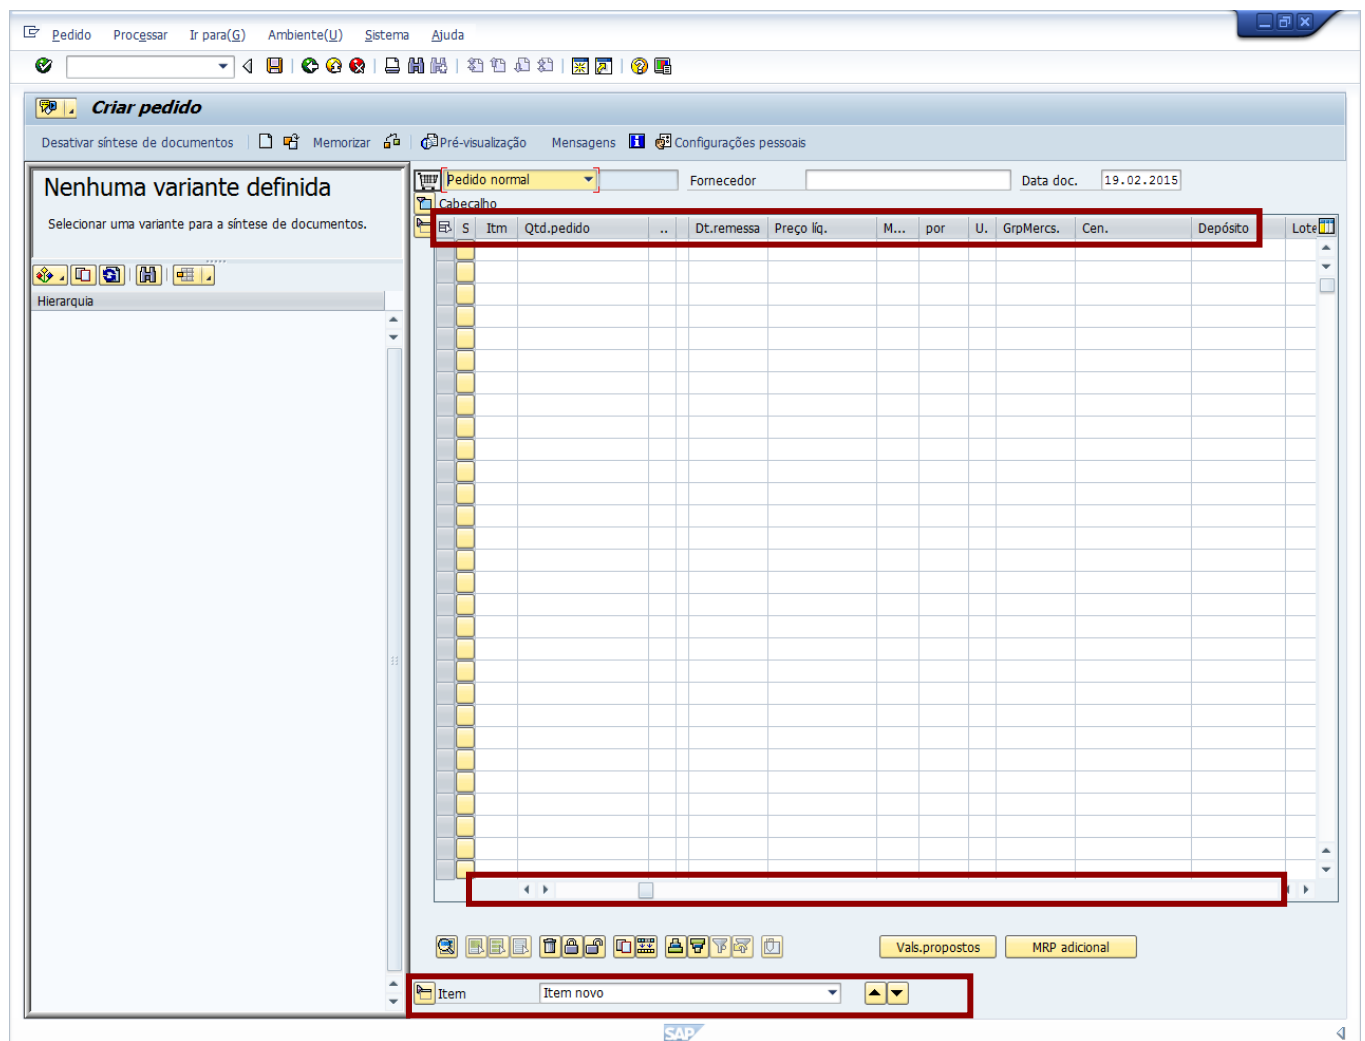 Pedido Processar Ir para(G) Ambiente(U) Sistema Ajuda
Criar pedido
Desativar síntese de documentos Memorizar Pré-visualização Mensagens Configurações pessoais
Nenhuma variante definida
Selecionar uma variante para a síntese de documentos.
Hierarquia
Pedido normal Fornecedor Data doc. 19.02.2015
Cabeçalho
S Itm Qtd.pedido .. Dt.remessa Preço líq. M... por U. GrpMercs. Cen. Depósito Lote
Vals.propostos MRP adicional
Item Item novo
SAP